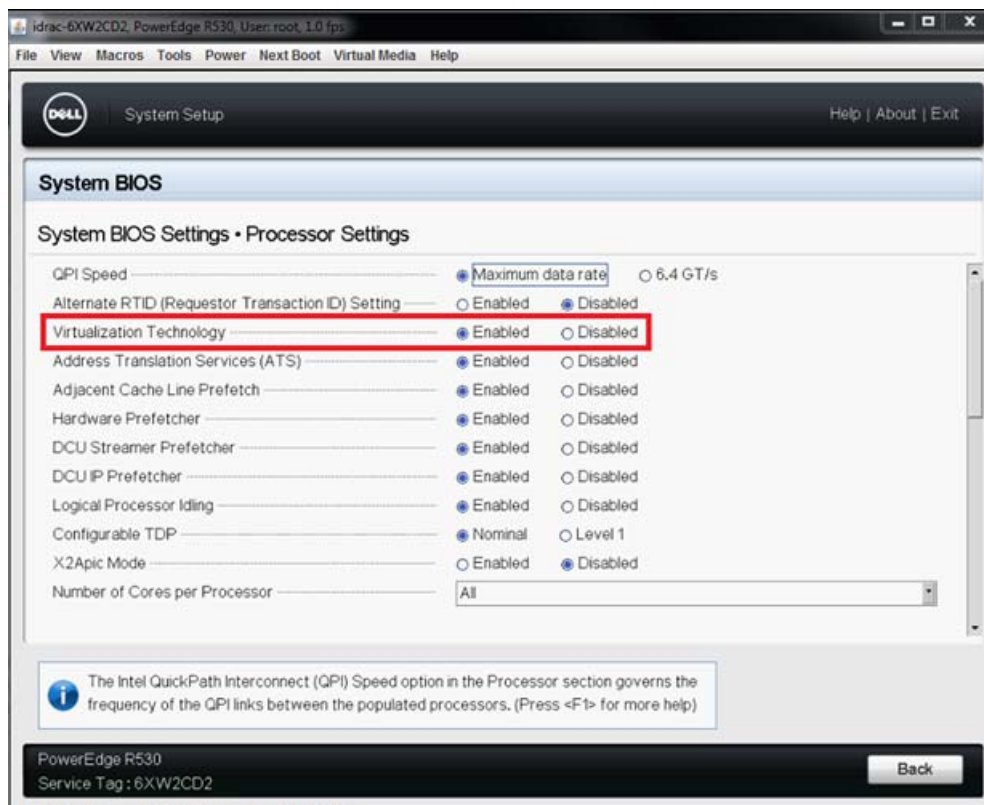 idrac-6XW2CD2, PowerEdge R530, User: root, 1.0 fps
File View Macros Tools Power Next Boot Virtual Media Help
DELL System Setup Help | About | Exit
System BIOS
System BIOS Settings • Processor Settings
QPI Speed Maximum data rate 6.4 GT/s
Alternate RTID (Requestor Transaction ID) Setting Enabled Disabled
Virtualization Technology Enabled Disabled
Address Translation Services (ATS) Enabled Disabled
Adjacent Cache Line Prefetch Enabled Disabled
Hardware Prefetcher Enabled Disabled
DCU Streamer Prefetcher Enabled Disabled
DCU IP Prefetcher Enabled Disabled
Logical Processor Idling Enabled Disabled
Configurable TDP Nominal Level 1
X2Apic Mode Enabled Disabled
Number of Cores per Processor All
The Intel QuickPath Interconnect (QPI) Speed option in the Processor section governs the
frequency of the QPI links between the populated processors. (Press <F1> for more help)
PowerEdge R530
Service Tag : 6XW2CD2
Back